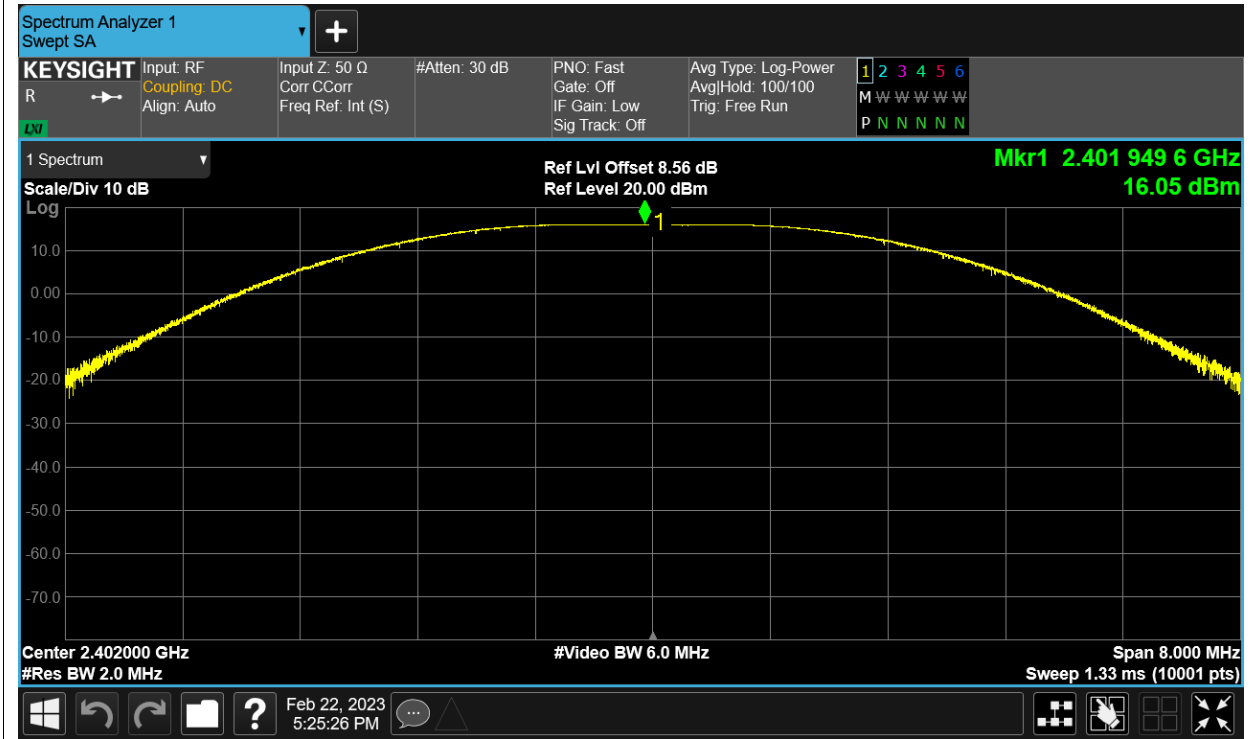 Spectrum Analyzer 1
Swept SA
KEYSIGHT
R
LXI
Input: RF
Coupling: DC
Align: Auto
Input Z: 50 Ω
Corr CCorr
Freq Ref: Int (S)
#Atten: 30 dB
PNO: Fast
Gate: Off
IF Gain: Low
Sig Track: Off
Avg Type: Log-Power
Avg|Hold: 100/100
Trig: Free Run
1 2 3 4 5 6
M W W W W W
P N N N N N
1 Spectrum
Scale/Div 10 dB
Log
Ref Lvl Offset 8.56 dB
Ref Level 20.00 dBm
Mkr1 2.401 949 6 GHz
16.05 dBm
1
10.0
0.00
-10.0
-20.0
-30.0
-40.0
-50.0
-60.0
-70.0
Center 2.402000 GHz
#Res BW 2.0 MHz
#Video BW 6.0 MHz
Span 8.000 MHz
Sweep 1.33 ms (10001 pts)
?
Feb 22, 2023
5:25:26 PM